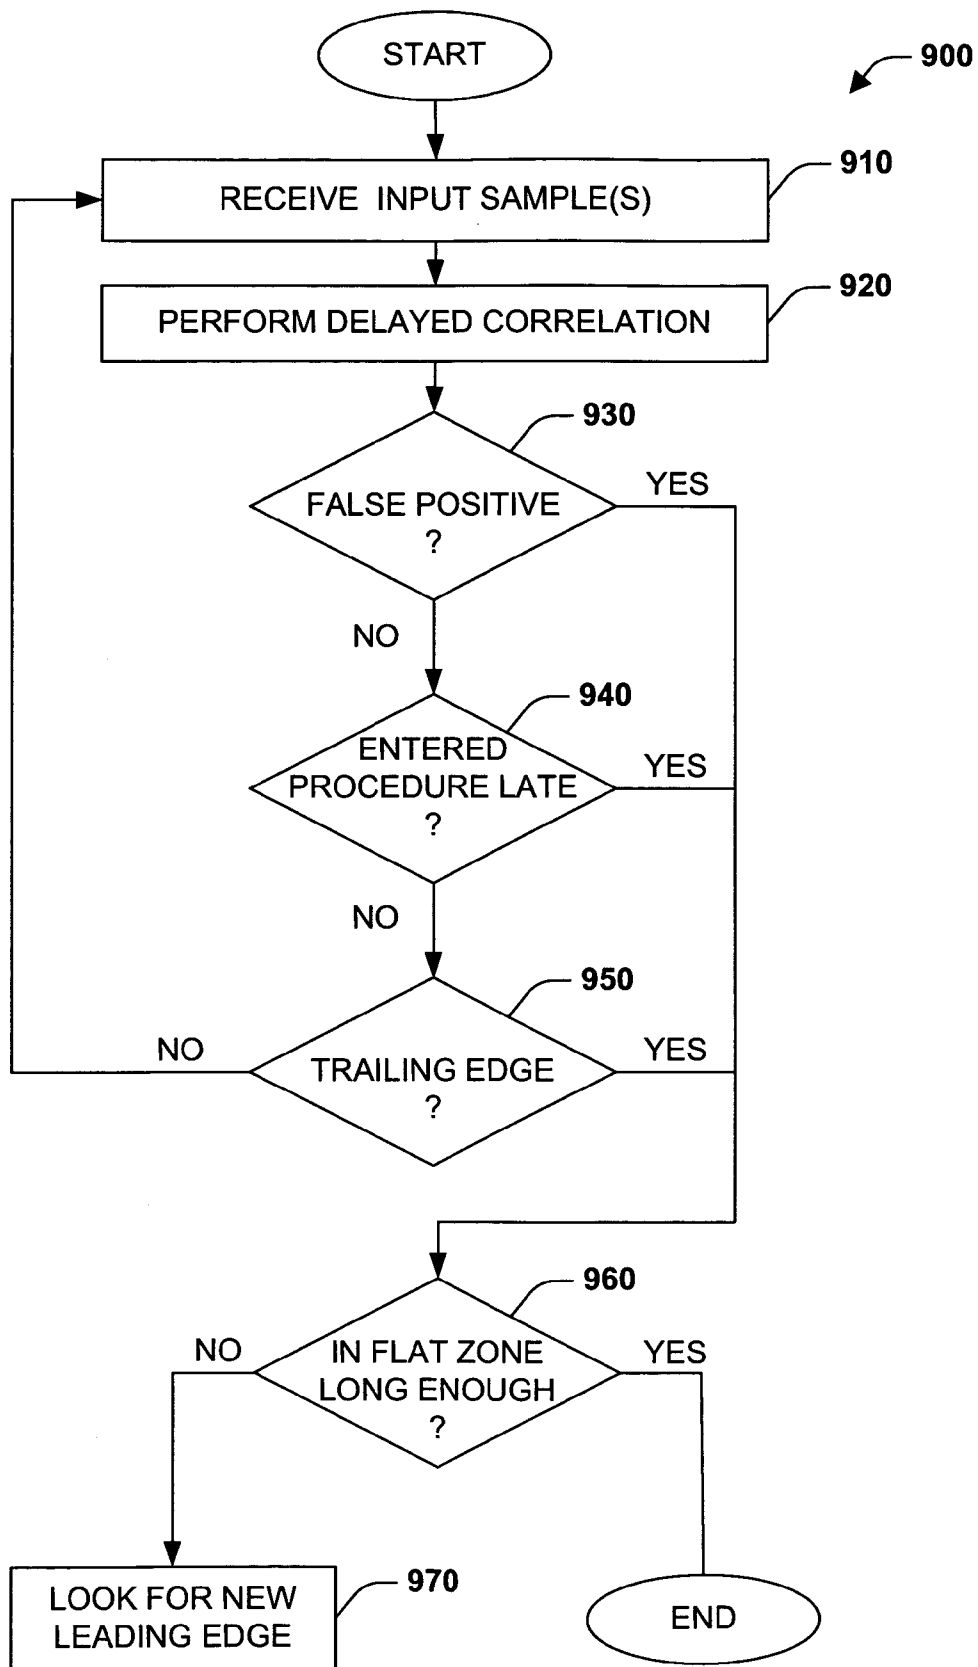 START
900
910
RECEIVE INPUT SAMPLE(S)
920
PERFORM DELAYED CORRELATION
930
FALSE POSITIVE
?
YES
NO
940
ENTERED
PROCEDURE LATE
?
YES
NO
950
NO
TRAILING EDGE
?
YES
960
NO
IN FLAT ZONE
LONG ENOUGH
?
YES
970
LOOK FOR NEW
LEADING EDGE
END